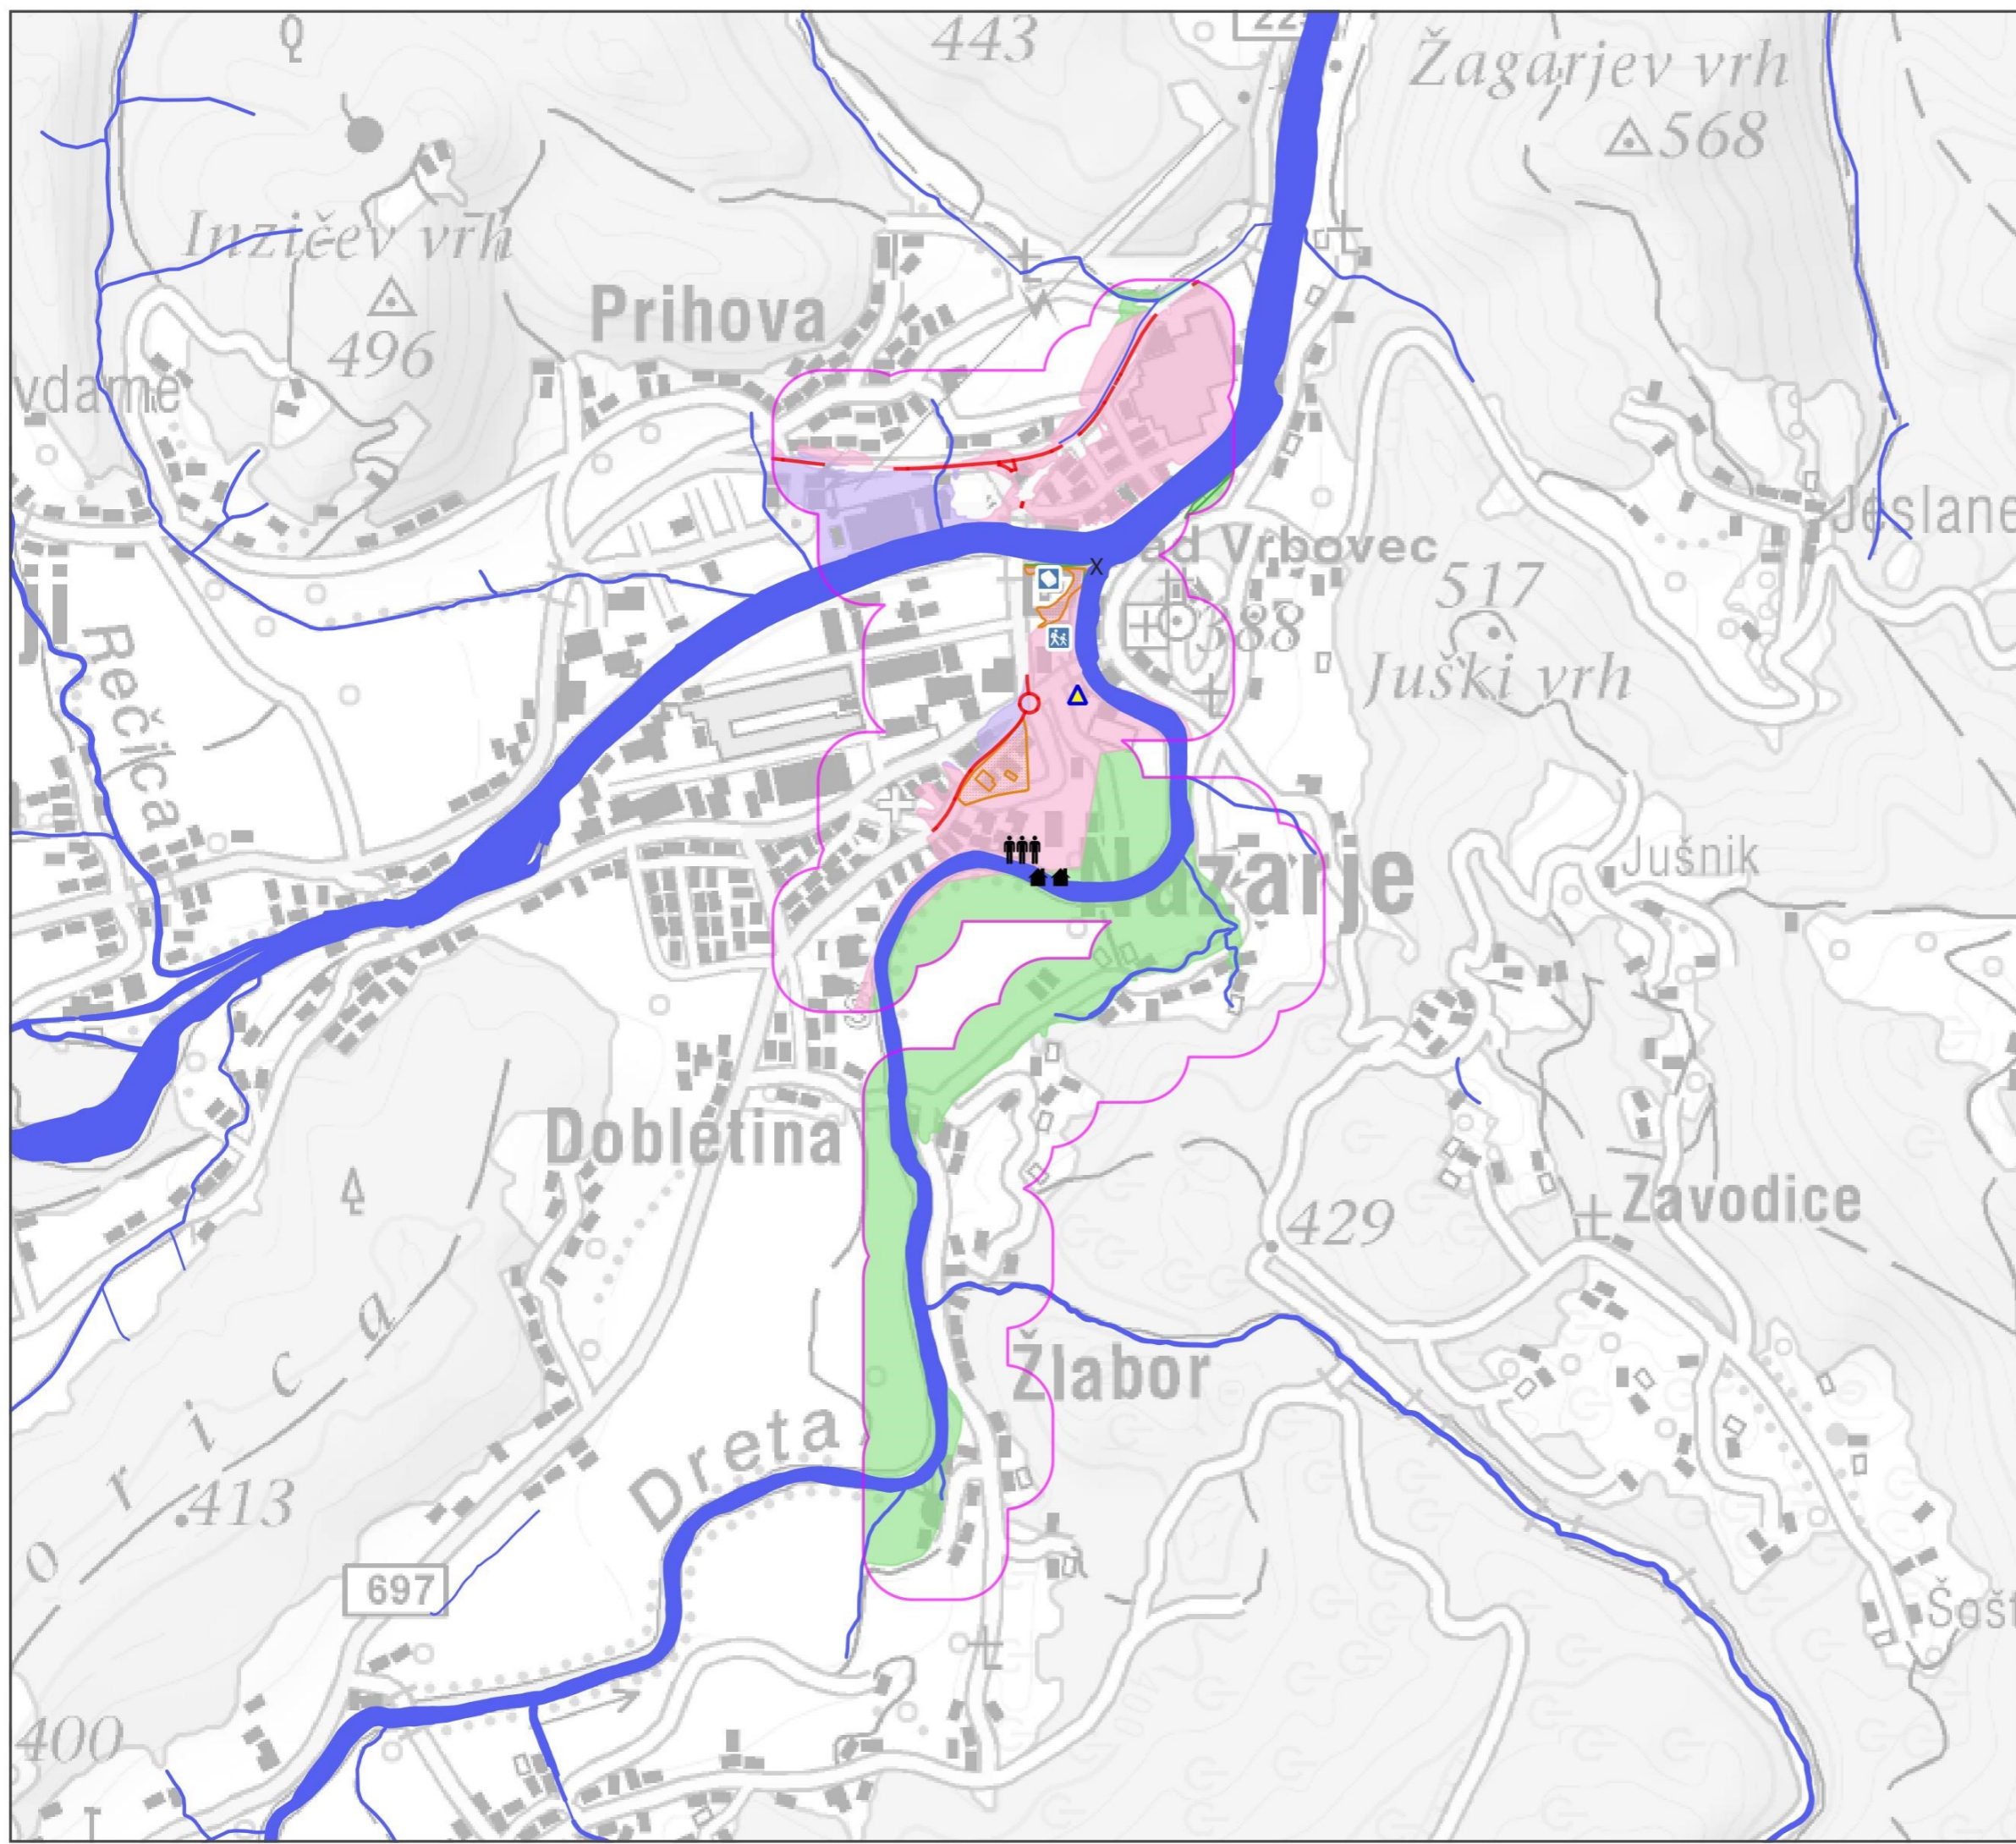 443
Žagarjev vrh
568
Inzičev vrh
496
Prihova
vdame
Jeslane
ad Vrbovec
517
388
Juški vrh
Rečica
Jušnik
Nazarje
Dobletina
Zavodice
429
Žlabor
Dreta
o r i c a
413
697
Šošt
400